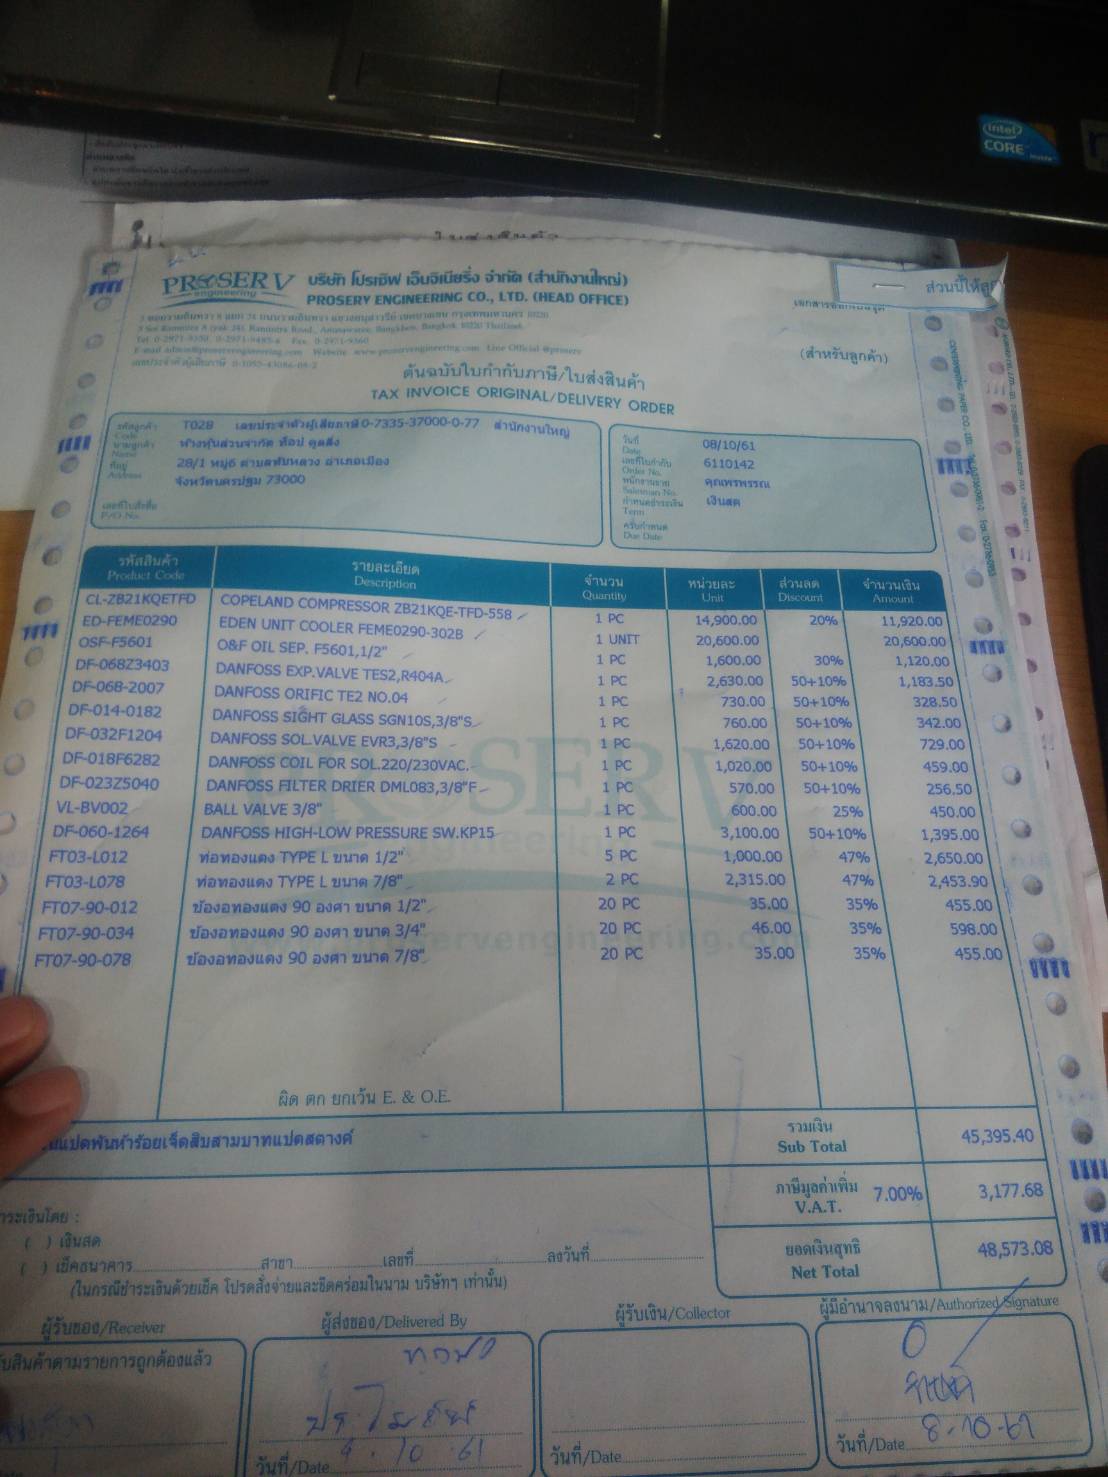 intel
CORE
inside
ส่วนนี้ให้ลูก
PROSERV
engineering
บริษัท โปรเซิฟ เอ็นจิเนียริ่ง จำกัด (สำนักงานใหญ่)
PROSERV ENGINEERING CO., LTD. (HEAD OFFICE)
(สำหรับลูกค้า)
ต้นฉบับใบกำกับภาษี/ใบส่งสินค้า
TAX INVOICE ORIGINAL/DELIVERY ORDER
รหัสลูกค้า T028 เลขประจำตัวผู้เสียภาษี 0-7335-37000-0-77 สำนักงานใหญ่
Code
นามลูกค้า ห้างหุ้นส่วนจำกัด ท้อป คูลลิ่ง
Name
ที่อยู่ 28/1 หมู่6 ตำบลทับหลวง อำเภอเมือง
Address จังหวัดนครปฐม 73000
เลขที่ใบสั่งซื้อ
P/O No.
วันที่ 08/10/61
Date
เลขที่ใบกำกับ 6110142
Order No.
พนักงานขาย คุณเพรพรรณ
Salesman No.
กำหนดชำระเงิน เงินสด
Term
ครบกำหนด
Due Date
รหัสสินค้า รายละเอียด จำนวน หน่วยละ ส่วนลด จำนวนเงิน
Product Code Description Quantity Unit Discount Amount
CL-ZB21KQETFD COPELAND COMPRESSOR ZB21KQE-TFD-558 1 PC 14,900.00 20% 11,920.00
ED-FEME0290 EDEN UNIT COOLER FEME0290-302B 1 UNIT 20,600.00 20,600.00
OSF-F5601 O&F OIL SEP. F5601,1/2" 1 PC 1,600.00 30% 1,120.00
DF-068Z3403 DANFOSS EXP.VALVE TES2,R404A 1 PC 2,630.00 50+10% 1,183.50
DF-068-2007 DANFOSS ORIFIC TE2 NO.04 1 PC 730.00 50+10% 328.50
DF-014-0182 DANFOSS SIGHT GLASS SGN10S,3/8"S 1 PC 760.00 50+10% 342.00
DF-032F1204 DANFOSS SOL.VALVE EVR3,3/8"S 1 PC 1,620.00 50+10% 729.00
DF-018F6282 DANFOSS COIL FOR SOL.220/230VAC. 1 PC 1,020.00 50+10% 459.00
DF-023Z5040 DANFOSS FILTER DRIER DML083,3/8"F 1 PC 570.00 50+10% 256.50
VL-BV002 BALL VALVE 3/8" 1 PC 600.00 25% 450.00
DF-060-1264 DANFOSS HIGH-LOW PRESSURE SW.KP15 1 PC 3,100.00 50+10% 1,395.00
FT03-L012 ท่อทองแดง TYPE L ขนาด 1/2" 5 PC 1,000.00 47% 2,650.00
FT03-L078 ท่อทองแดง TYPE L ขนาด 7/8" 2 PC 2,315.00 47% 2,453.90
FT07-90-012 ข้องอทองแดง 90 องศา ขนาด 1/2" 20 PC 35.00 35% 455.00
FT07-90-034 ข้องอทองแดง 90 องศา ขนาด 3/4" 20 PC 46.00 35% 598.00
FT07-90-078 ข้องอทองแดง 90 องศา ขนาด 7/8" 20 PC 35.00 35% 455.00
PROSERV
engineering
www.proservengineering.com
ผิด ตก ยกเว้น E. & O.E.
แปดพันห้าร้อยเจ็ดสิบสามบาทแปดสตางค์
รวมเงิน
Sub Total 45,395.40
ภาษีมูลค่าเพิ่ม
V.A.T. 7.00% 3,177.68
ยอดเงินสุทธิ
Net Total 48,573.08
ชำระเงินโดย :
( ) เงินสด
( ) เช็คธนาคาร สาขา เลขที่ ลงวันที่
(ในกรณีชำระเงินด้วยเช็ค โปรดสั่งจ่ายและขีดคร่อมในนาม บริษัทฯ เท่านั้น)
ผู้รับของ/Receiver ผู้ส่งของ/Delivered By ผู้รับเงิน/Collector ผู้มีอำนาจลงนาม/Authorized Signature
รับสินค้าตามรายการถูกต้องแล้ว
วันที่/Date 9.10.61
วันที่/Date
วันที่/Date 8.10.61